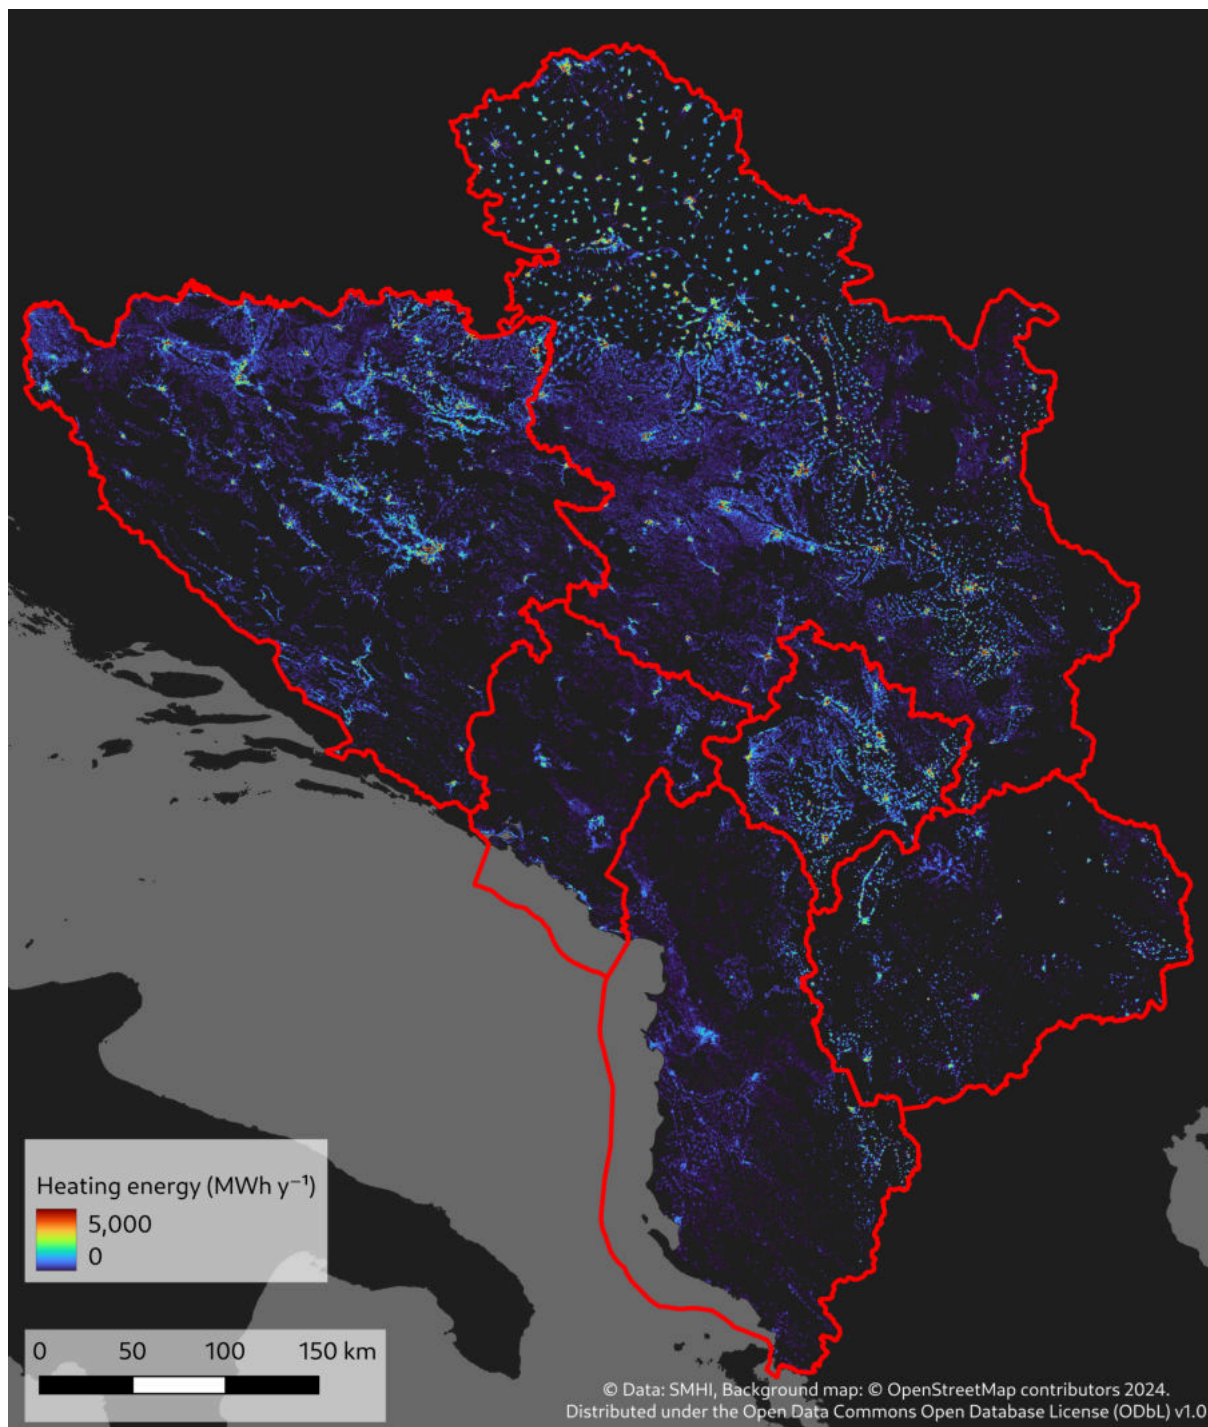 Heating energy (MWh y⁻¹)
5,000
0
0 50 100 150 km
© Data: SMHI, Background map: © OpenStreetMap contributors 2024.
Distributed under the Open Data Commons Open Database License (ODbL) v1.0